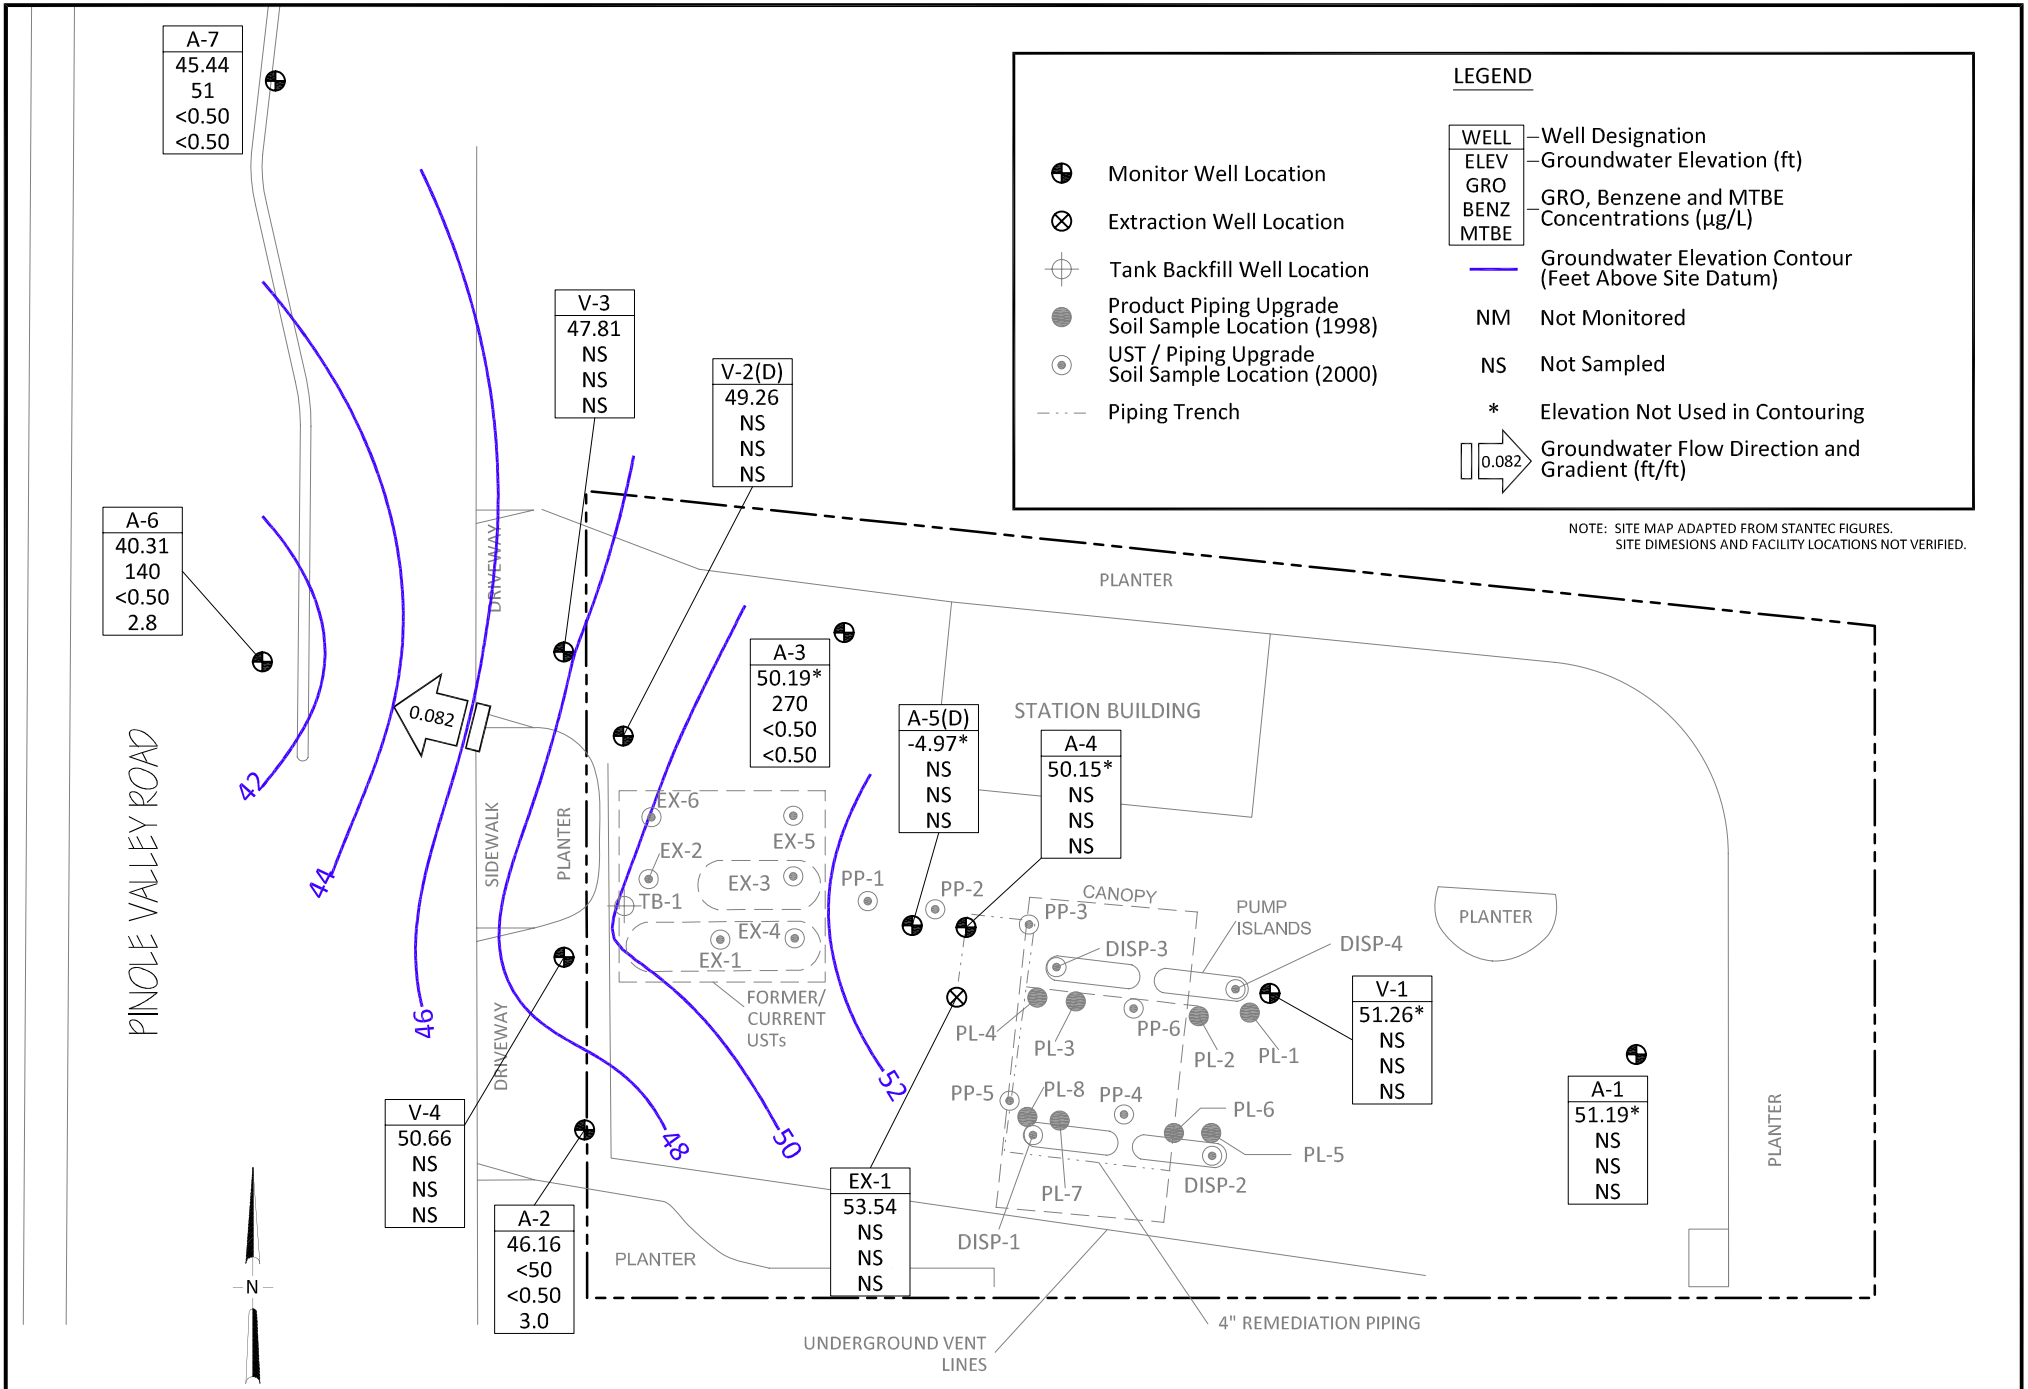 A-7
45.44
51
<0.50
<0.50
LEGEND
Monitor Well Location
Extraction Well Location
Tank Backfill Well Location
Product Piping Upgrade
Soil Sample Location (1998)
UST / Piping Upgrade
Soil Sample Location (2000)
Piping Trench
WELL
ELEV
GRO
BENZ
MTBE
Well Designation
Groundwater Elevation (ft)
GRO, Benzene and MTBE
Concentrations (µg/L)
Groundwater Elevation Contour
(Feet Above Site Datum)
NM Not Monitored
NS Not Sampled
* Elevation Not Used in Contouring
0.082
Groundwater Flow Direction and
Gradient (ft/ft)
NOTE: SITE MAP ADAPTED FROM STANTEC FIGURES.
SITE DIMESIONS AND FACILITY LOCATIONS NOT VERIFIED.
V-3
47.81
NS
NS
NS
V-2(D)
49.26
NS
NS
NS
A-6
40.31
140
<0.50
2.8
DRIVEWAY
PLANTER
A-3
50.19*
270
<0.50
<0.50
STATION BUILDING
A-5(D)
-4.97*
NS
NS
NS
A-4
50.15*
NS
NS
NS
0.082
PINOLE VALLEY ROAD
42
44
46
48
50
52
SIDEWALK
PLANTER
DRIVEWAY
EX-6
EX-5
EX-2
EX-3
TB-1
EX-4
EX-1
FORMER/
CURRENT
USTs
PP-1
PP-2
CANOPY
PP-3
PUMP
ISLANDS
DISP-3
DISP-4
PLANTER
PL-4
PL-3
PP-6
PL-2
PL-1
V-1
51.26*
NS
NS
NS
A-1
51.19*
NS
NS
NS
PLANTER
PP-5
PL-8
PP-4
PL-6
PL-5
PL-7
DISP-2
DISP-1
V-4
50.66
NS
NS
NS
A-2
46.16
<50
<0.50
3.0
EX-1
53.54
NS
NS
NS
PLANTER
N
UNDERGROUND VENT
LINES
4" REMEDIATION PIPING